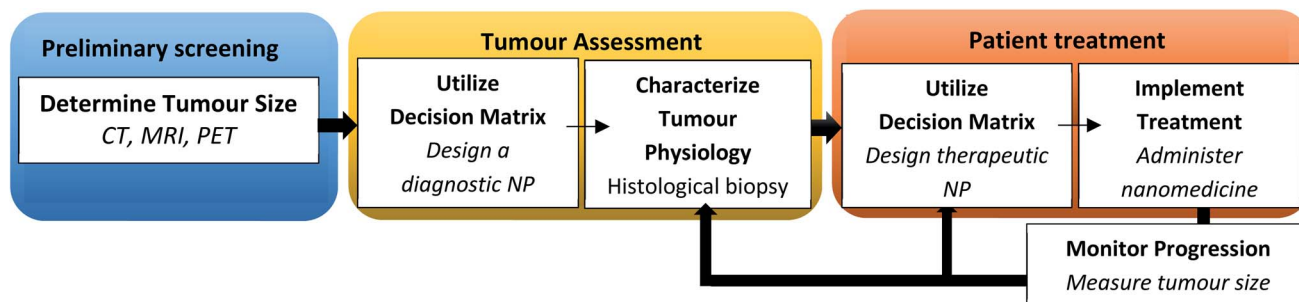 Preliminary screening
Determine Tumour Size
CT, MRI, PET
Tumour Assessment
Utilize
Decision Matrix
Design a
diagnostic NP
Characterize
Tumour
Physiology
Histological biopsy
Patient treatment
Utilize
Decision Matrix
Design therapeutic
NP
Implement
Treatment
Administer
nanomedicine
Monitor Progression
Measure tumour size